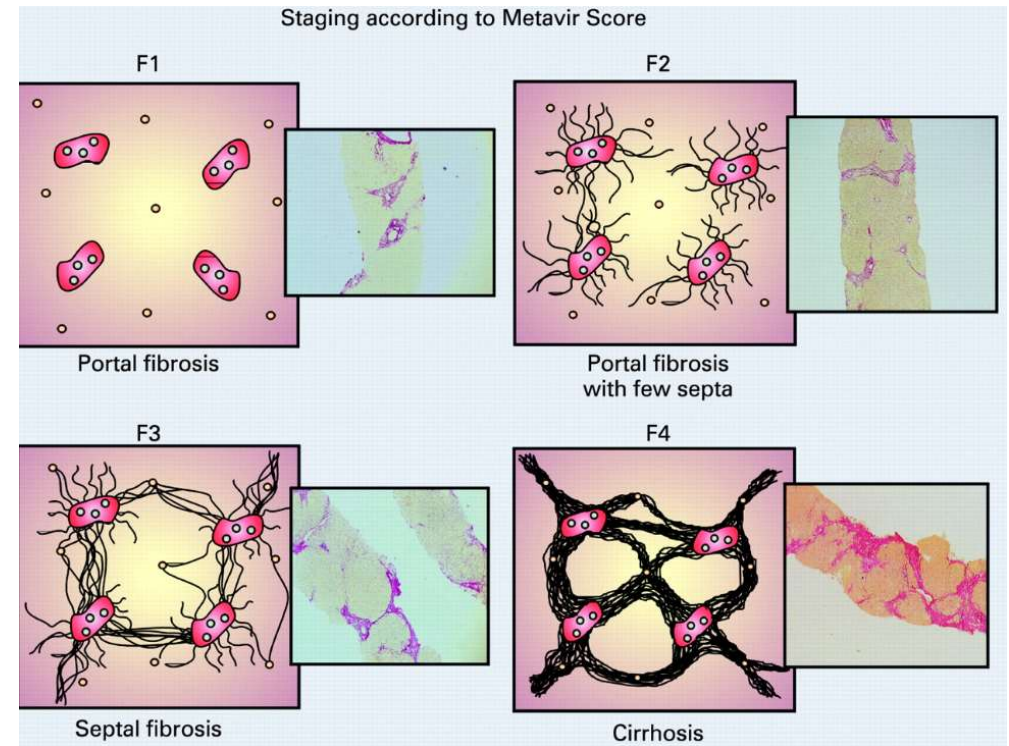 Staging according to Metavir Score
F1
F2
Portal fibrosis
Portal fibrosis
with few septa
F3
F4
Septal fibrosis
Cirrhosis